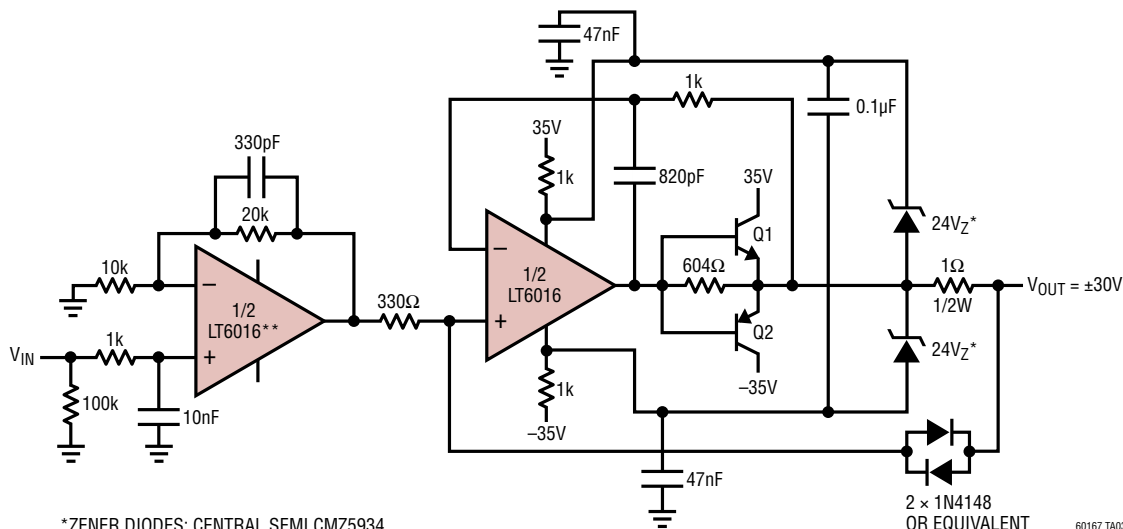 47nF
1k
0.1µF
35V
330pF
1k
820pF
35V
20k
24VZ*
Q1
10k
–
1/2
LT6016**
+
–
1/2
LT6016
+
604Ω
1Ω
1/2W
VOUT = ±30V
330Ω
Q2
1k
VIN
24VZ*
–35V
100k
10nF
1k
–35V
47nF
2 × 1N4148
OR EQUIVALENT
*ZENER DIODES: CENTRAL SEMI CMZ5934